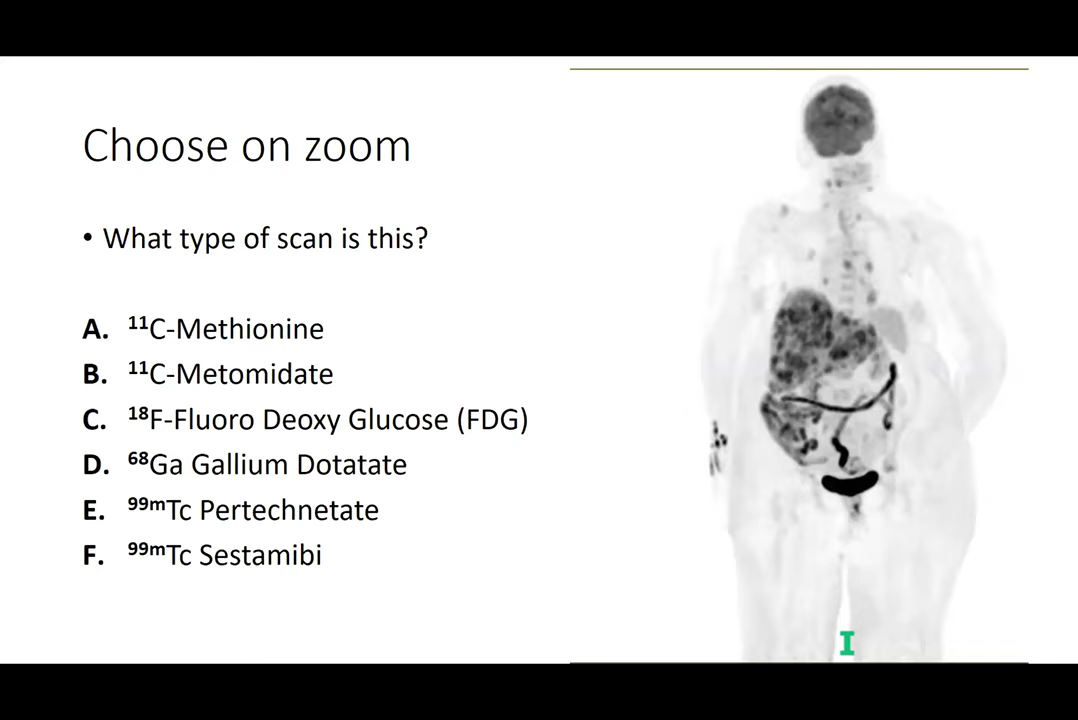 Choose on zoom
• What type of scan is this?
A. ¹¹C-Methionine
B. ¹¹C-Metomidate
C. ¹⁸F-Fluoro Deoxy Glucose (FDG)
D. ⁶⁸Ga Gallium Dotatate
E. ⁹⁹ᵐTc Pertechnetate
F. ⁹⁹ᵐTc Sestamibi
I